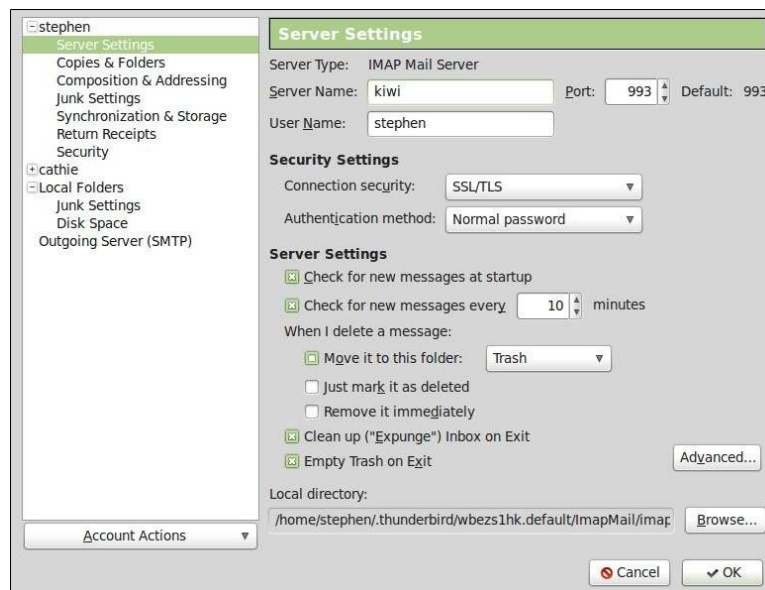 stephen
Server Settings
Copies & Folders
Composition & Addressing
Junk Settings
Synchronization & Storage
Return Receipts
Security
cathie
Local Folders
Junk Settings
Disk Space
Outgoing Server (SMTP)
Account Actions
Server Settings
Server Type: IMAP Mail Server
Server Name: kiwi Port: 993 Default: 993
User Name: stephen
Security Settings
Connection security: SSL/TLS
Authentication method: Normal password
Server Settings
Check for new messages at startup
Check for new messages every 10 minutes
When I delete a message:
Move it to this folder: Trash
Just mark it as deleted
Remove it immediately
Clean up ("Expunge") Inbox on Exit
Empty Trash on Exit
Advanced...
Local directory:
/home/stephen/.thunderbird/wbezs1hk.default/ImapMail/imap
Browse...
Cancel OK